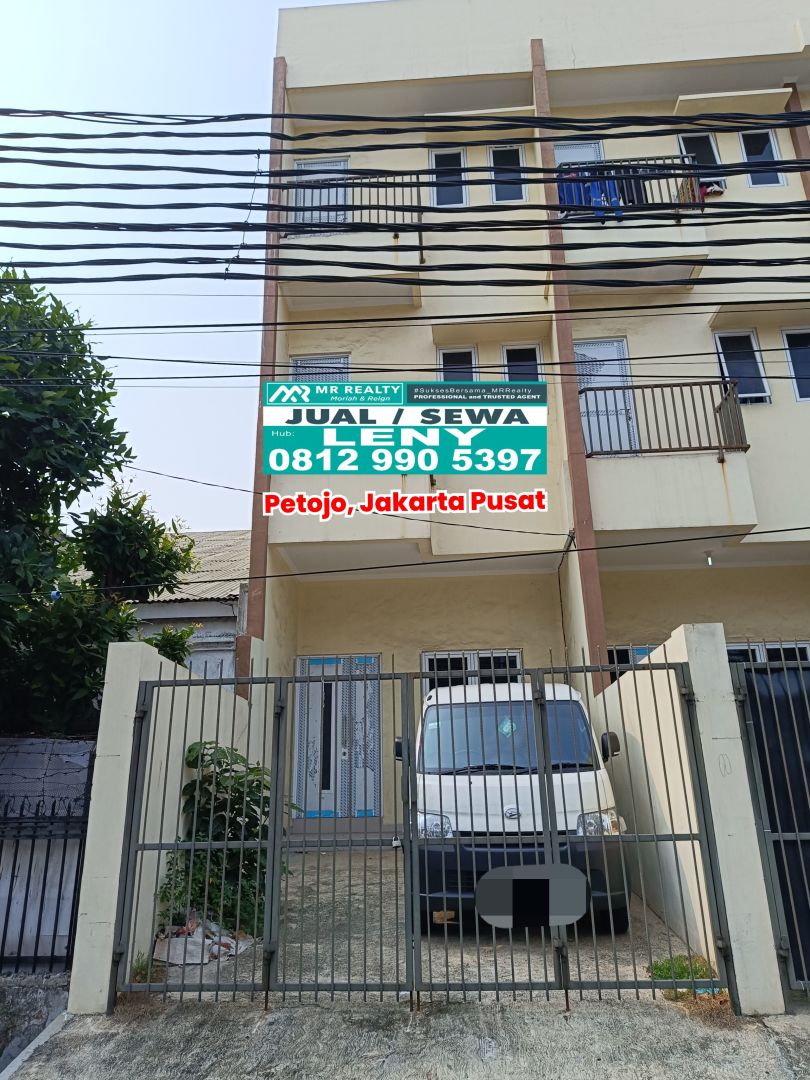 MR REALTY
Moriah & Reign
#SuksesBersama_MRRealty
PROFESSIONAL and TRUSTED AGENT
JUAL / SEWA
Hub:
LENY
0812 990 5397
Petojo, Jakarta Pusat